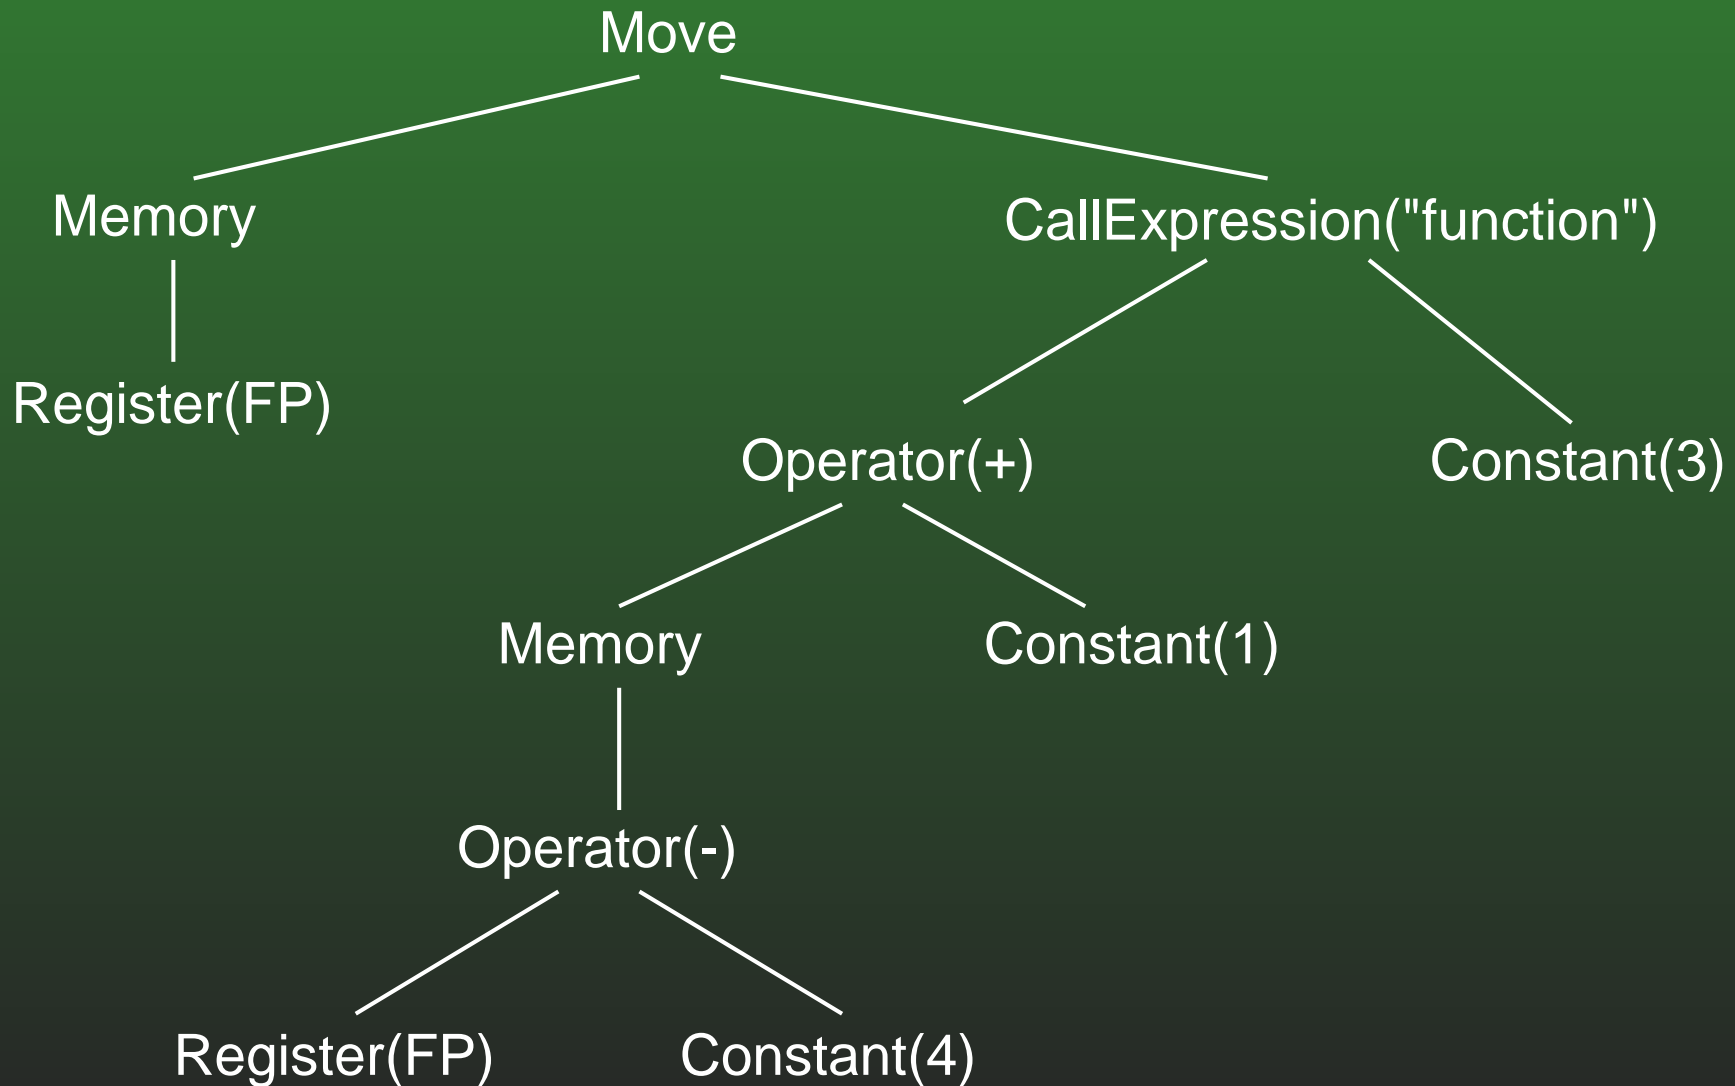 Move
Memory
CallExpression("function")
Register(FP)
Operator(+)
Constant(3)
Memory
Constant(1)
Operator(-)
Register(FP)
Constant(4)